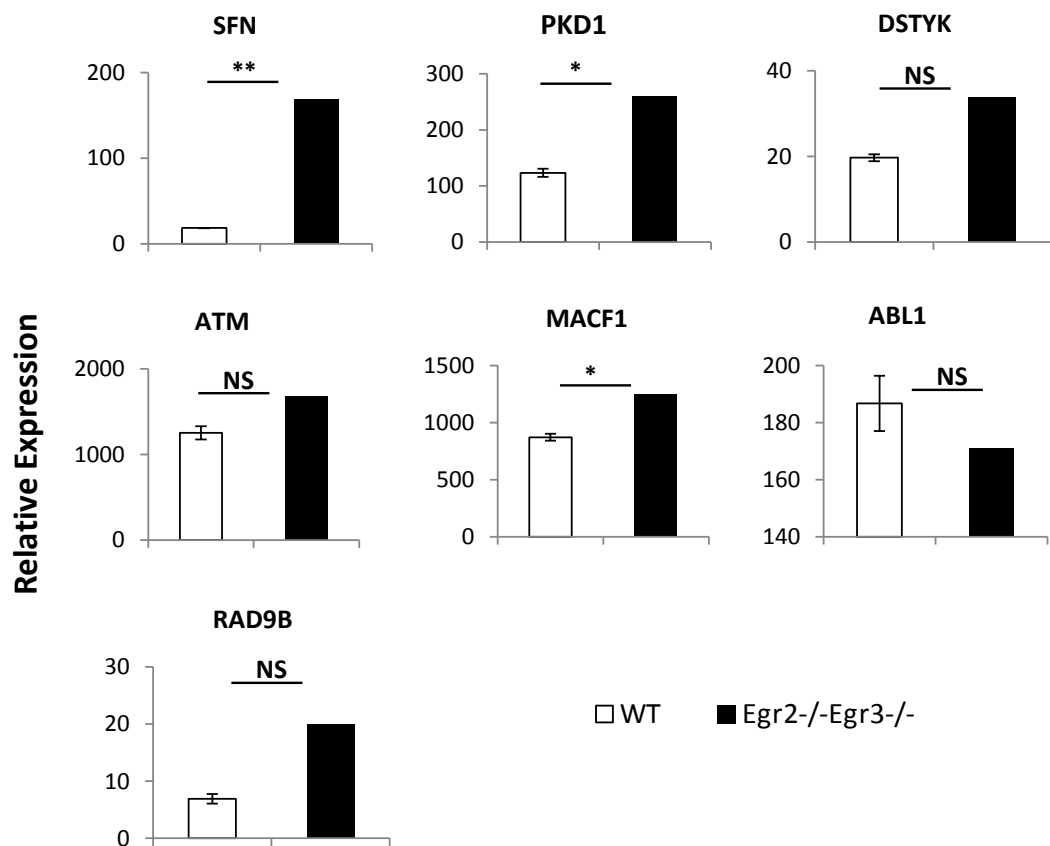 SFN
**
200
100
0
PKD1
*
300
200
100
0
DSTYK
NS
40
20
0
Relative Expression
ATM
NS
2000
1000
0
MACF1
*
1500
1000
500
0
ABL1
NS
200
180
160
140
RAD9B
NS
30
20
10
0
WT
Egr2-/-Egr3-/-